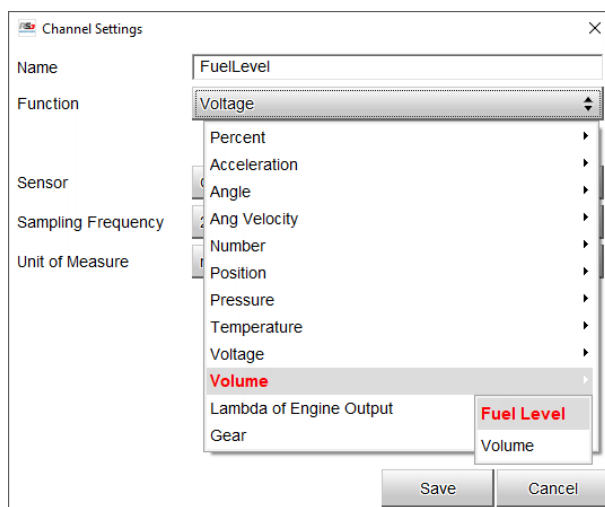 Channel Settings
Name FuelLevel
Function Voltage
Percent
Acceleration
Sensor
Angle
Sampling Frequency
Ang Velocity
Number
Unit of Measure
Position
Pressure
Temperature
Voltage
Volume
Lambda of Engine Output
Fuel Level
Gear
Volume
Save Cancel